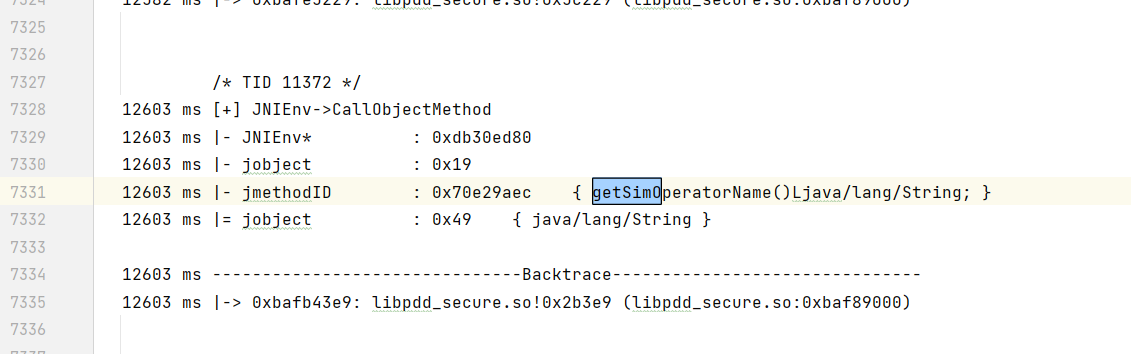 7324 12582 ms |-> 0xbafe5229: libpdd_secure.so!0x5c229 (libpdd_secure.so:0xbaf89000)
7325
7326
7327 /* TID 11372 */
7328 12603 ms [+] JNIEnv->CallObjectMethod
7329 12603 ms |- JNIEnv* : 0xdb30ed80
7330 12603 ms |- jobject : 0x19
7331 12603 ms |- jmethodID : 0x70e29aec { getSimOperatorName()Ljava/lang/String; }
7332 12603 ms |= jobject : 0x49 { java/lang/String }
7333
7334 12603 ms -------------------------------Backtrace-------------------------------
7335 12603 ms |-> 0xbafb43e9: libpdd_secure.so!0x2b3e9 (libpdd_secure.so:0xbaf89000)
7336